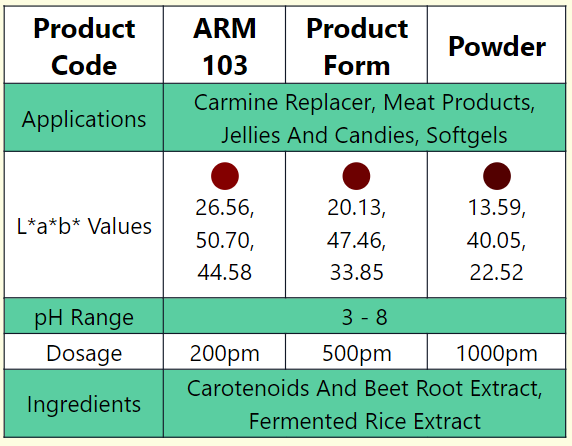 Product Code ARM 103 Product Form Powder
Applications Carmine Replacer, Meat Products, Jellies And Candies, Softgels
L*a*b* Values 26.56, 50.70, 44.58 20.13, 47.46, 33.85 13.59, 40.05, 22.52
pH Range 3 - 8
Dosage 200pm 500pm 1000pm
Ingredients Carotenoids And Beet Root Extract, Fermented Rice Extract